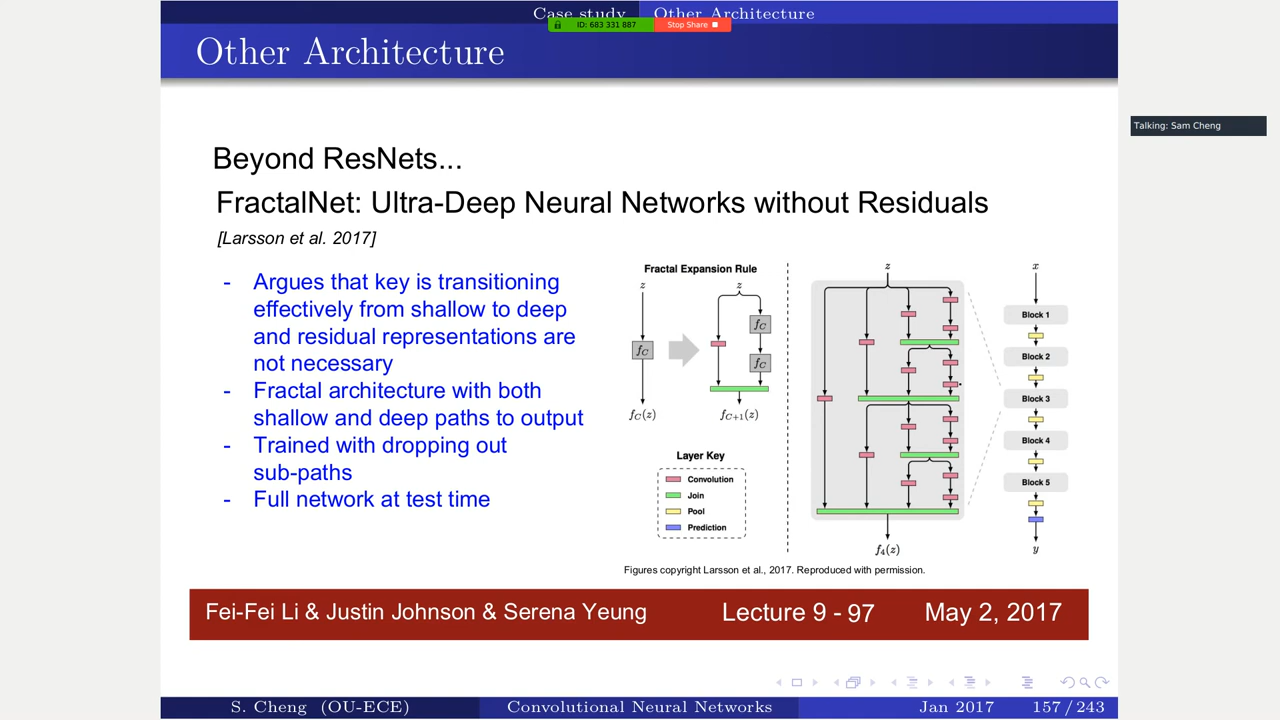 Case study Other Architecture
ID: 683 331 887 Stop Share
Other Architecture
Talking: Sam Cheng
Beyond ResNets...
FractalNet: Ultra-Deep Neural Networks without Residuals
[Larsson et al. 2017]
- Argues that key is transitioning
effectively from shallow to deep
and residual representations are
not necessary
- Fractal architecture with both
shallow and deep paths to output
- Trained with dropping out
sub-paths
- Full network at test time
Fractal Expansion Rule
z z
f_C f_C
f_C
f_C(z) f_{C+1}(z)
Layer Key
Convolution
Join
Pool
Prediction
z
f_4(z)
x
Block 1
Block 2
Block 3
Block 4
Block 5
y
Figures copyright Larsson et al., 2017. Reproduced with permission.
Fei-Fei Li & Justin Johnson & Serena Yeung Lecture 9 - 97 May 2, 2017
S. Cheng (OU-ECE) Convolutional Neural Networks Jan 2017 157 / 243